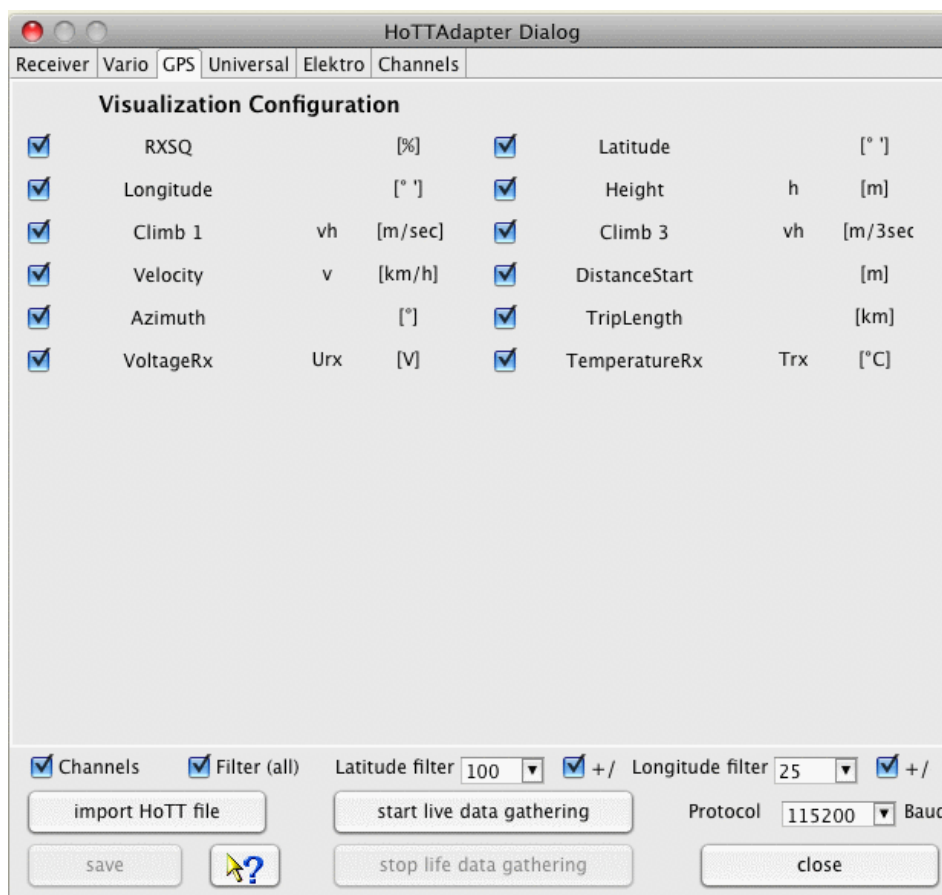 HoTTAdapter Dialog
Receiver Vario GPS Universal Elektro Channels
Visualization Configuration
RXSQ [%] Latitude [° ']
Longitude [° '] Height h [m]
Climb 1 vh [m/sec] Climb 3 vh [m/3sec
Velocity v [km/h] DistanceStart [m]
Azimuth [°] TripLength [km]
VoltageRx Urx [V] TemperatureRx Trx [°C]
Channels Filter (all) Latitude filter 100 +/ Longitude filter 25 +/
import HoTT file start live data gathering Protocol 115200 Baud
save ? stop life data gathering close